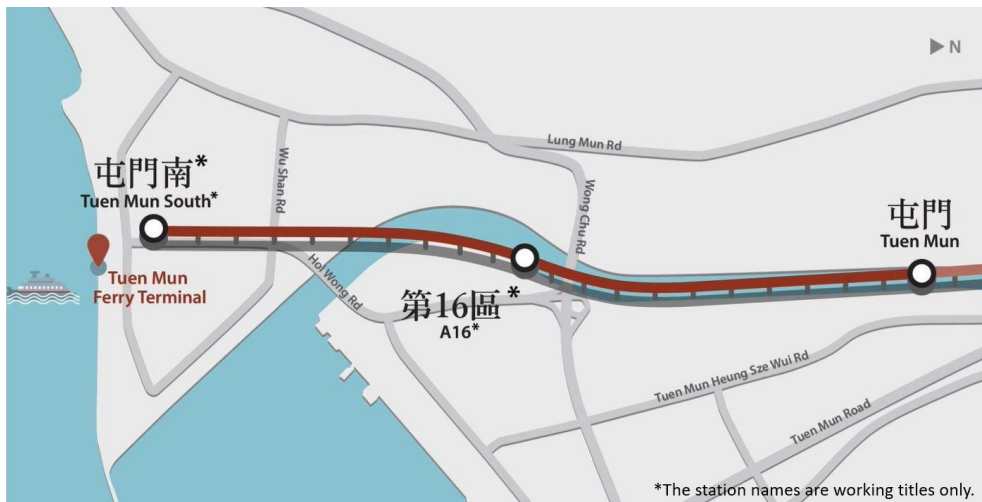 N
Lung Mun Rd
Wu Shan Rd
Wong Chu Rd
屯門南*
Tuen Mun South*
屯門
Tuen Mun
Tuen Mun
Ferry Terminal
Hoi Wong Rd
第16區*
A16*
Tuen Mun Heung Sze Wui Rd
Tuen Mun Road
*The station names are working titles only.